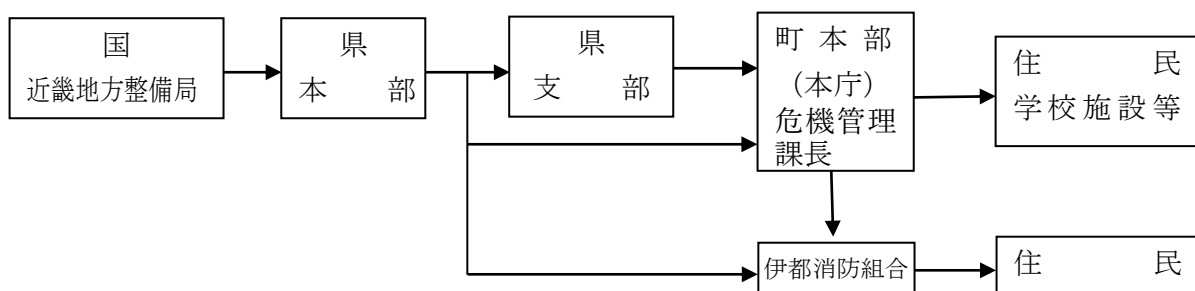 国
近畿地方整備局
県
本部
県
支部
町本部
(本庁)
危機管理
課長
住民
学校施設等
伊都消防組合
住民